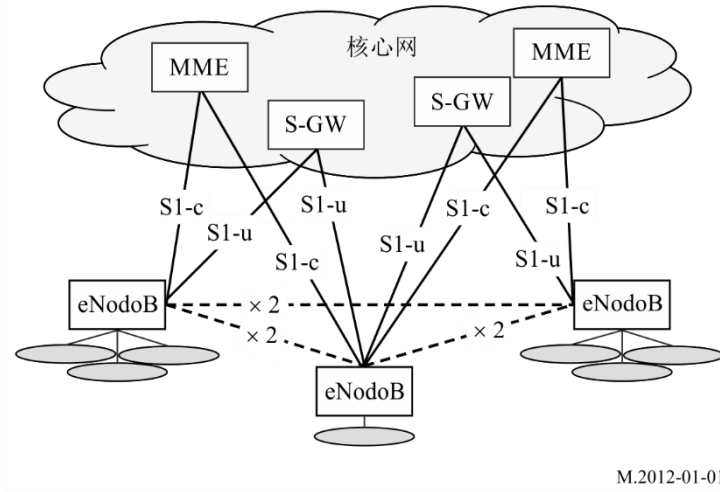 核心网
MME
MME
S-GW
S-GW
S1-c
S1-u
S1-u
S1-c
S1-u
S1-c
S1-c
S1-u
eNodoB
× 2
eNodoB
× 2
× 2
eNodoB
M.2012-01-01